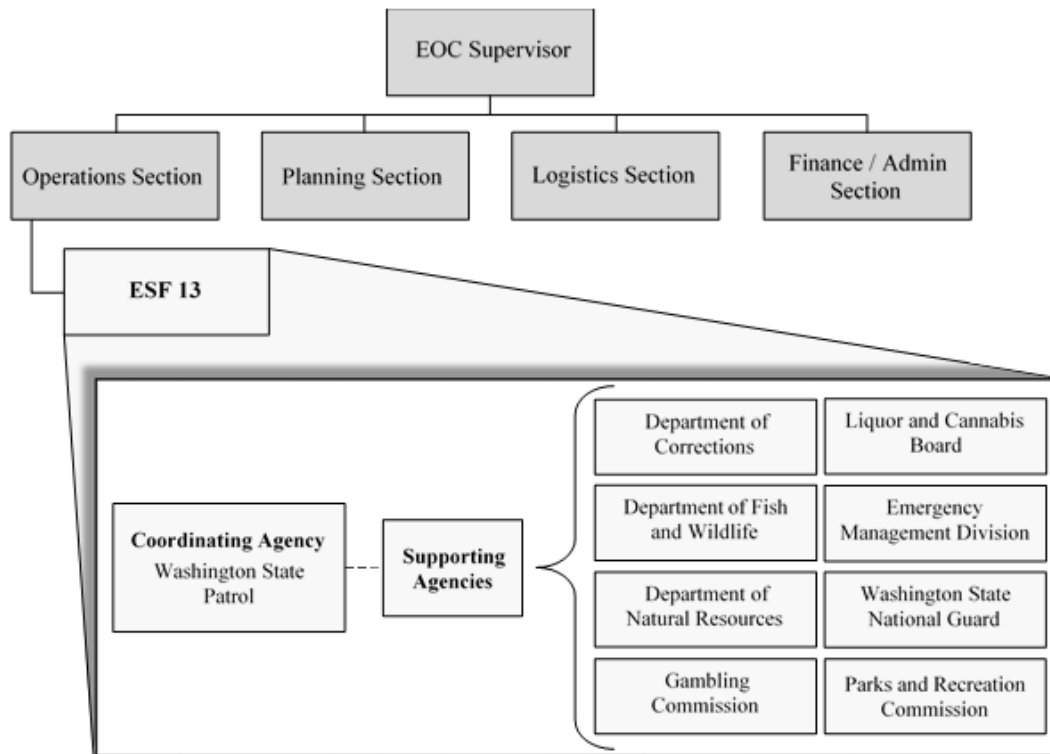 EOC Supervisor
Operations Section
Planning Section
Logistics Section
Finance / Admin
Section
ESF 13
Coordinating Agency
Washington State
Patrol
Supporting
Agencies
Department of
Corrections
Liquor and Cannabis
Board
Department of Fish
and Wildlife
Emergency
Management Division
Department of
Natural Resources
Washington State
National Guard
Gambling
Commission
Parks and Recreation
Commission